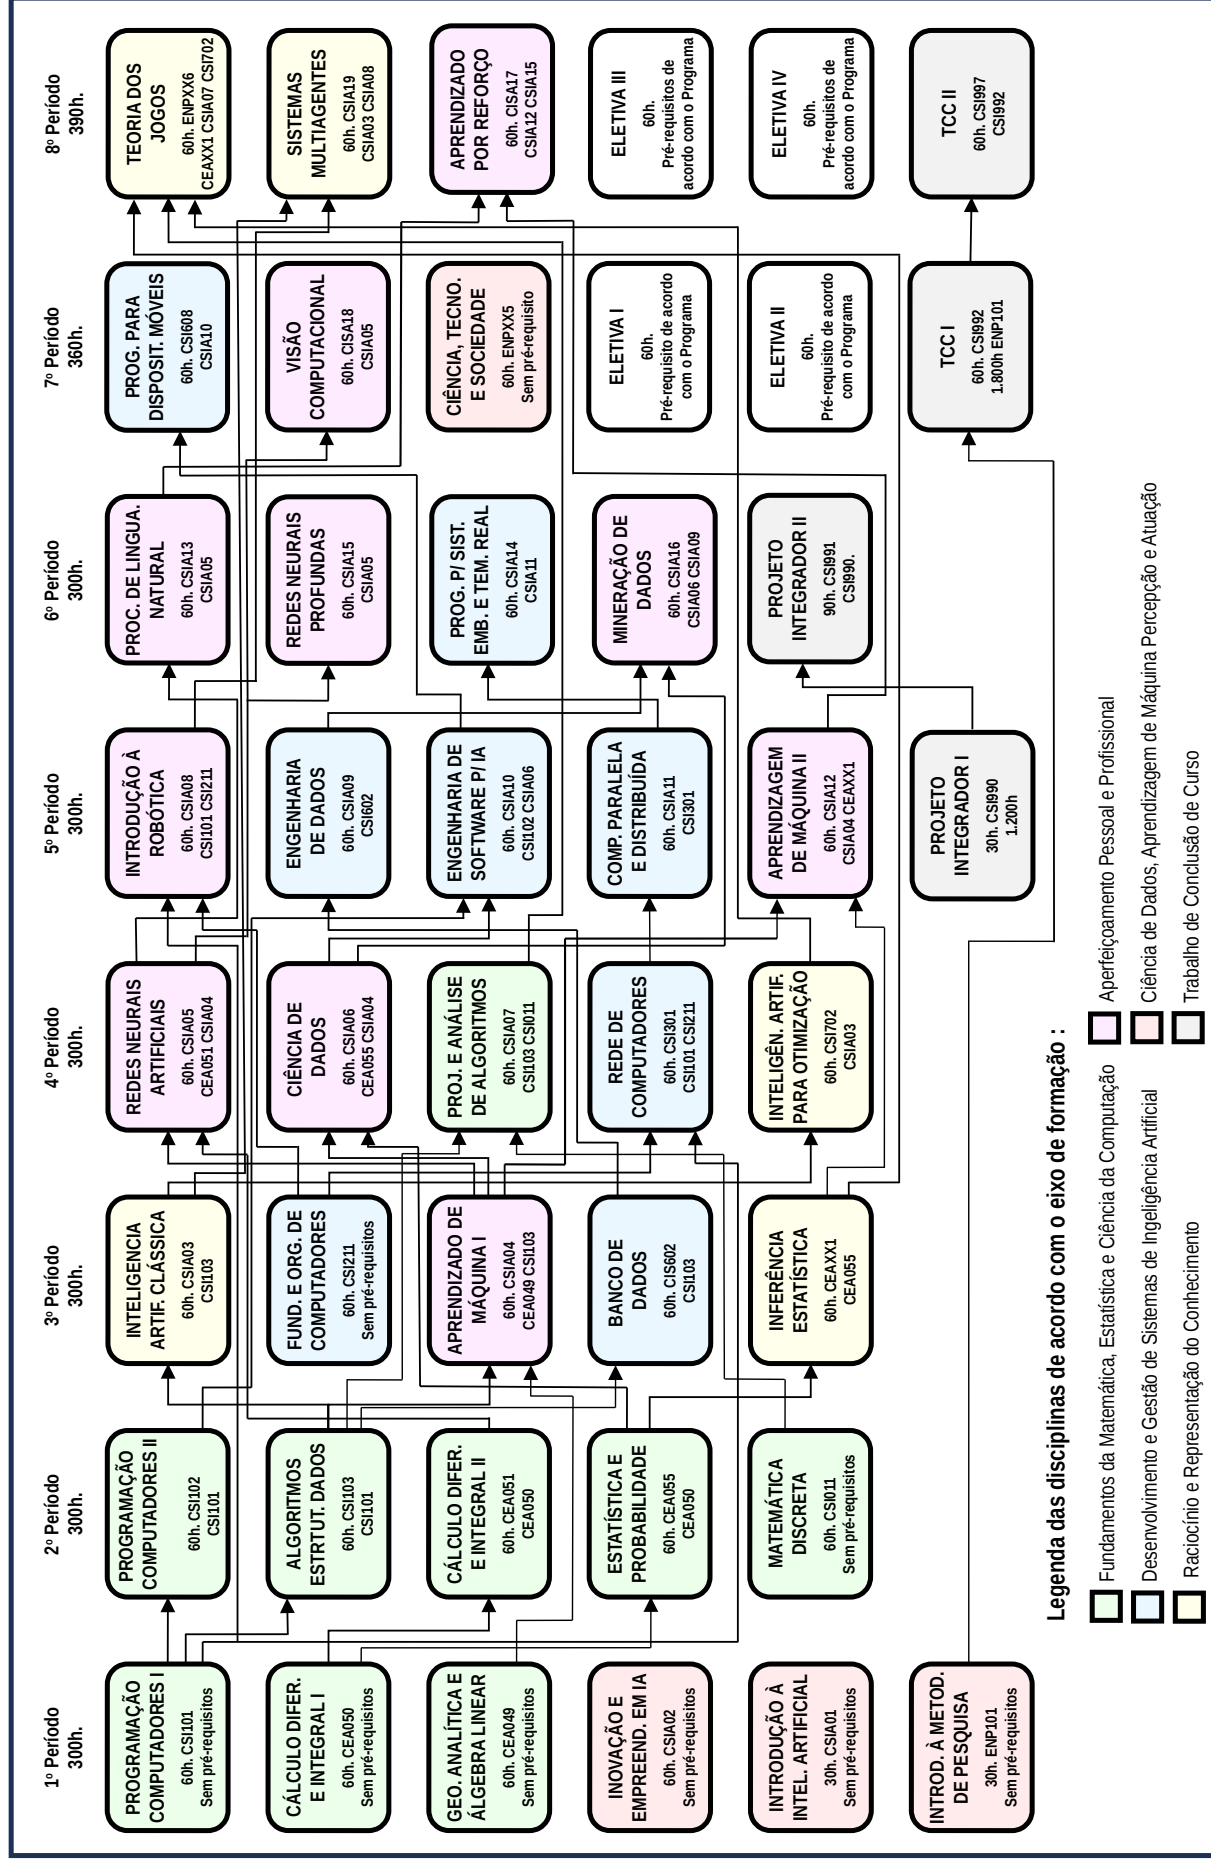 1º Período
300h.
PROGRAMAÇÃO
COMPUTADORES I
60h. CSI101
Sem pré-requisitos
CÁLCULO DIFER.
E INTEGRAL I
60h. CEA050
Sem pré-requisitos
GEO. ANALÍTICA E
ÁLGEBRA LINEAR
60h. CEA049
Sem pré-requisitos
INOVAÇÃO E
EMPREEND. EM IA
60h. CSIA02
Sem pré-requisitos
INTRODUÇÃO À
INTEL. ARTIFICIAL
30h. CSIA01
Sem pré-requisitos
INTROD. À METOD.
DE PESQUISA
30h. ENP101
Sem pré-requisitos
2º Período
300h.
PROGRAMAÇÃO
COMPUTADORES II
60h. CSI102
CSI101
ALGORITMOS
ESTRTUT. DADOS
60h. CSI103
CSI101
CÁLCULO DIFER.
E INTEGRAL II
60h. CEA051
CEA050
ESTATÍSTICA E
PROBABILIDADE
60h. CEA055
CEA050
MATEMÁTICA
DISCRETA
60h. CSI011
Sem pré-requisitos
3º Período
300h.
INTELIGENCIA
ARTIF. CLÁSSICA
60h. CSIA03
CSI103
FUND. E ORG. DE
COMPUTADORES
60h. CSI211
Sem pré-requisitos
APRENDIZADO DE
MÁQUINA I
60h. CSIA04
CEA049 CSI103
BANCO DE
DADOS
60h. CIS602
CSI103
INFERÊNCIA
ESTATÍSTICA
60h. CEAXX1
CEA055
4º Período
300h.
REDES NEURAIS
ARTIFICIAIS
60h. CSIA05
CEA051 CSIA04
CIÊNCIA DE
DADOS
60h. CSIA06
CEA055 CSIA04
PROJ. E ANÁLISE
DE ALGORITMOS
60h. CSIA07
CSI103 CSI011
REDE DE
COMPUTADORES
60h. CSI301
CSI101 CSI211
INTELIGÊN. ARTIF.
PARA OTIMIZAÇÃO
60h. CSI702
CSIA03
5º Período
300h.
INTRODUÇÃO À
ROBÓTICA
60h. CSIA08
CSI101 CSI211
ENGENHARIA
DE DADOS
60h. CSIA09
CSI602
ENGENHARIA DE
SOFTWARE P/ IA
60h. CSIA10
CSI102 CSIA06
COMP. PARALELA
E DISTRIBUÍDA
60h. CSIA11
CSI301
APRENDIZAGEM
DE MÁQUINA II
60h. CSIA12
CSIA04 CEAXX1
PROJETO
INTEGRADOR I
30h. CSI990
1.200h
6º Período
300h.
PROC. DE LINGUA.
NATURAL
60h. CSIA13
CSIA05
REDES NEURAIS
PROFUNDAS
60h. CSIA15
CSIA05
PROG. P/ SIST.
EMB. E TEM. REAL
60h. CSIA14
CSIA11
MINERAÇÃO DE
DADOS
60h. CSIA16
CSIA06 CSIA09
PROJETO
INTEGRADOR II
90h. CSI991
CSI990.
7º Período
360h.
PROG. PARA
DISPOSIT. MÓVEIS
60h. CSI608
CSIA10
VISÃO
COMPUTACIONAL
60h. CISA18
CSIA05
CIÊNCIA, TECNO.
E SOCIEDADE
60h. ENPXX5
Sem pré-requisito
ELETIVA I
60h.
Pré-requisito de acordo
com o Programa
ELETIVA II
60h.
Pré-requisito de acordo
com o Programa
TCC I
60h. CSI992
1.800h ENP101
8º Período
390h.
TEORIA DOS
JOGOS
60h. ENPXX6
CEAXX1 CSIA07 CSI702
SISTEMAS
MULTIAGENTES
60h. CSIA19
CSIA03 CSIA08
APRENDIZADO
POR REFORÇO
60h. CISA17
CSIA12 CSIA15
ELETIVA III
60h.
Pré-requisitos de
acordo com o Programa
ELETIVA IV
60h.
Pré-requisitos de
acordo com o Programa
TCC II
60h. CSI997
CSI992
Legenda das disciplinas de acordo com o eixo de formação :
Fundamentos da Matemática, Estatística e Ciência da Computação
Aperfeiçoamento Pessoal e Profissional
Desenvolvimento e Gestão de Sistemas de Ingeligência Artificial
Ciência de Dados, Aprendizagem de Máquina Percepção e Atuação
Raciocínio e Representação do Conhecimento
Trabalho de Conclusão de Curso